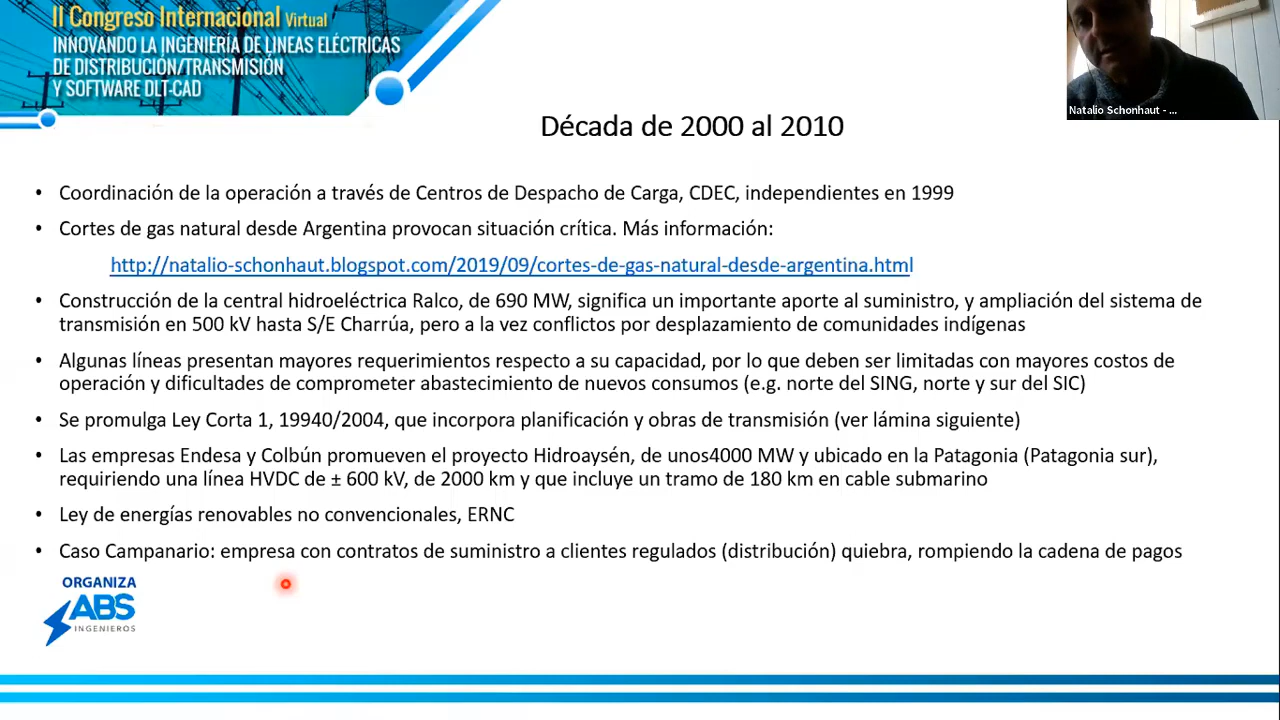 II Congreso Internacional Virtual
INNOVANDO LA INGENIERÍA DE LINEAS ELÉCTRICAS
DE DISTRIBUCIÓN/TRANSMISIÓN
Y SOFTWARE DLT-CAD
Natalio Schonhaut - ...
Década de 2000 al 2010
• Coordinación de la operación a través de Centros de Despacho de Carga, CDEC, independientes en 1999
• Cortes de gas natural desde Argentina provocan situación crítica. Más información:
http://natalio-schonhaut.blogspot.com/2019/09/cortes-de-gas-natural-desde-argentina.html
• Construcción de la central hidroeléctrica Ralco, de 690 MW, significa un importante aporte al suministro, y ampliación del sistema de
transmisión en 500 kV hasta S/E Charrúa, pero a la vez conflictos por desplazamiento de comunidades indígenas
• Algunas líneas presentan mayores requerimientos respecto a su capacidad, por lo que deben ser limitadas con mayores costos de
operación y dificultades de comprometer abastecimiento de nuevos consumos (e.g. norte del SING, norte y sur del SIC)
• Se promulga Ley Corta 1, 19940/2004, que incorpora planificación y obras de transmisión (ver lámina siguiente)
• Las empresas Endesa y Colbún promueven el proyecto Hidroaysén, de unos4000 MW y ubicado en la Patagonia (Patagonia sur),
requiriendo una línea HVDC de ± 600 kV, de 2000 km y que incluye un tramo de 180 km en cable submarino
• Ley de energías renovables no convencionales, ERNC
• Caso Campanario: empresa con contratos de suministro a clientes regulados (distribución) quiebra, rompiendo la cadena de pagos
ORGANIZA
ABS
INGENIEROS